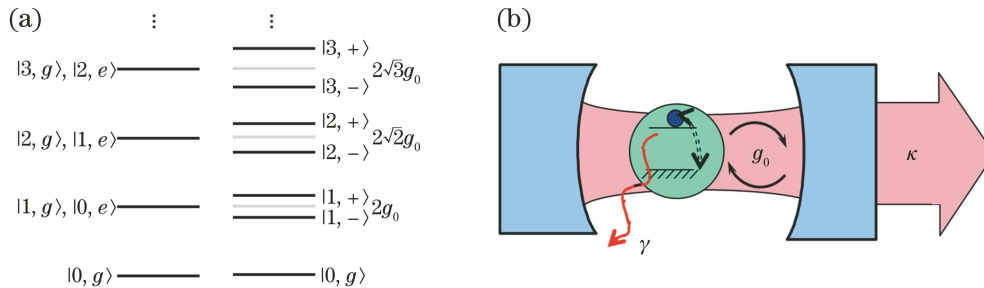 (a)
(b)
⋮ ⋮
|3, g⟩, |2, e⟩
|3, +⟩
2√3g₀
|3, −⟩
|2, g⟩, |1, e⟩
|2, +⟩
2√2g₀
|2, −⟩
|1, g⟩, |0, e⟩
|1, +⟩
2g₀
|1, −⟩
|0, g⟩
|0, g⟩
g₀
κ
γ